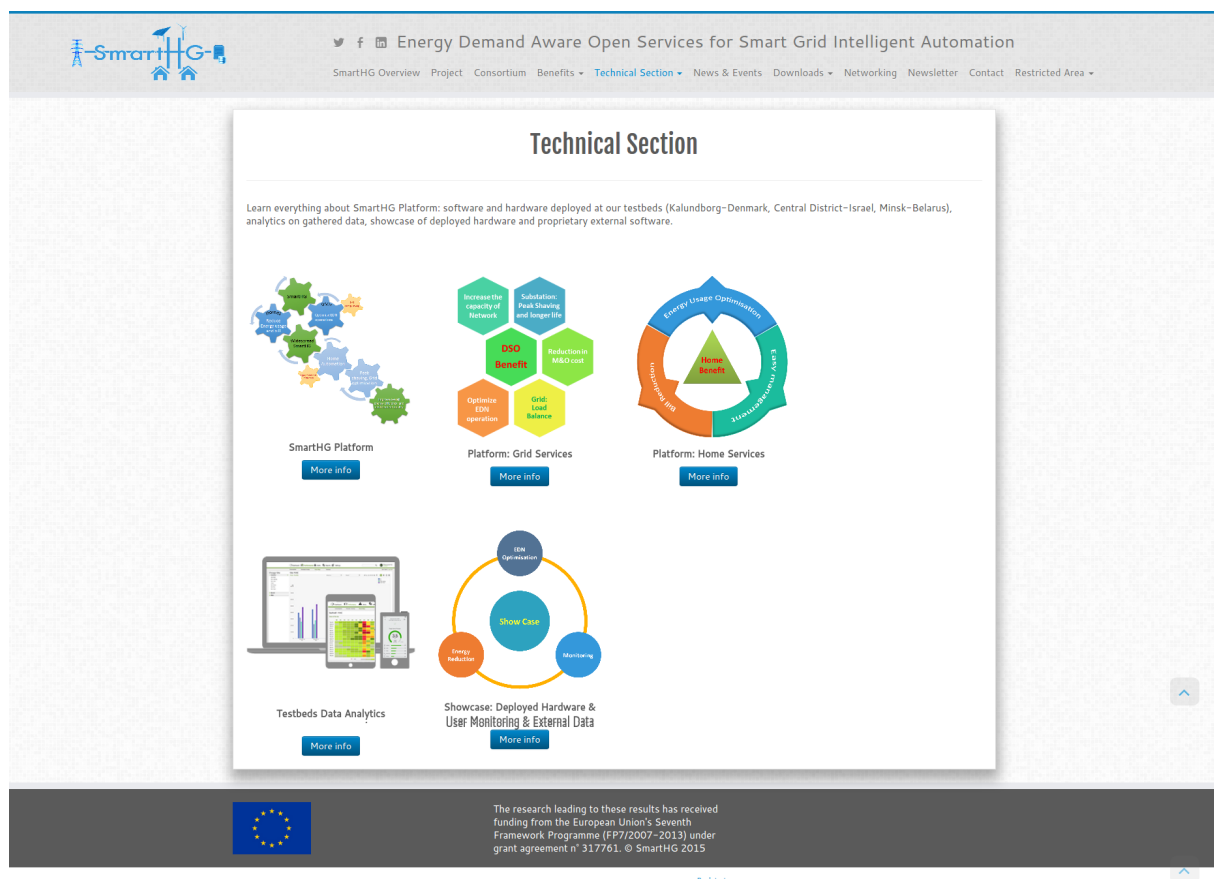 SmartHG
Energy Demand Aware Open Services for Smart Grid Intelligent Automation
SmartHG Overview Project Consortium Benefits Technical Section News & Events Downloads Networking Newsletter Contact Restricted Area
Technical Section
Learn everything about SmartHG Platform: software and hardware deployed at our testbeds (Kalundborg-Denmark, Central District-Israel, Minsk-Belarus),
analytics on gathered data, showcase of deployed hardware and proprietary external software.
SmartHG Platform
More info
Increase the
capacity of
Network
Substation:
Peak Shaving
and longer life
DSO
Benefit
Reduction in
M&O cost
Optimize
EDN
operation
Grid:
Load
Balance
Platform: Grid Services
More info
Energy Usage Optimisation
Easy management
Bill Reduction
Home
Benefit
Platform: Home Services
More info
Testbeds Data Analytics
More info
EDN
Optimisation
Show Case
Energy
Reduction
Monitoring
Showcase: Deployed Hardware &
User Monitoring & External Data
More info
The research leading to these results has received
funding from the European Union's Seventh
Framework Programme (FP7/2007-2013) under
grant agreement n° 317761. © SmartHG 2015